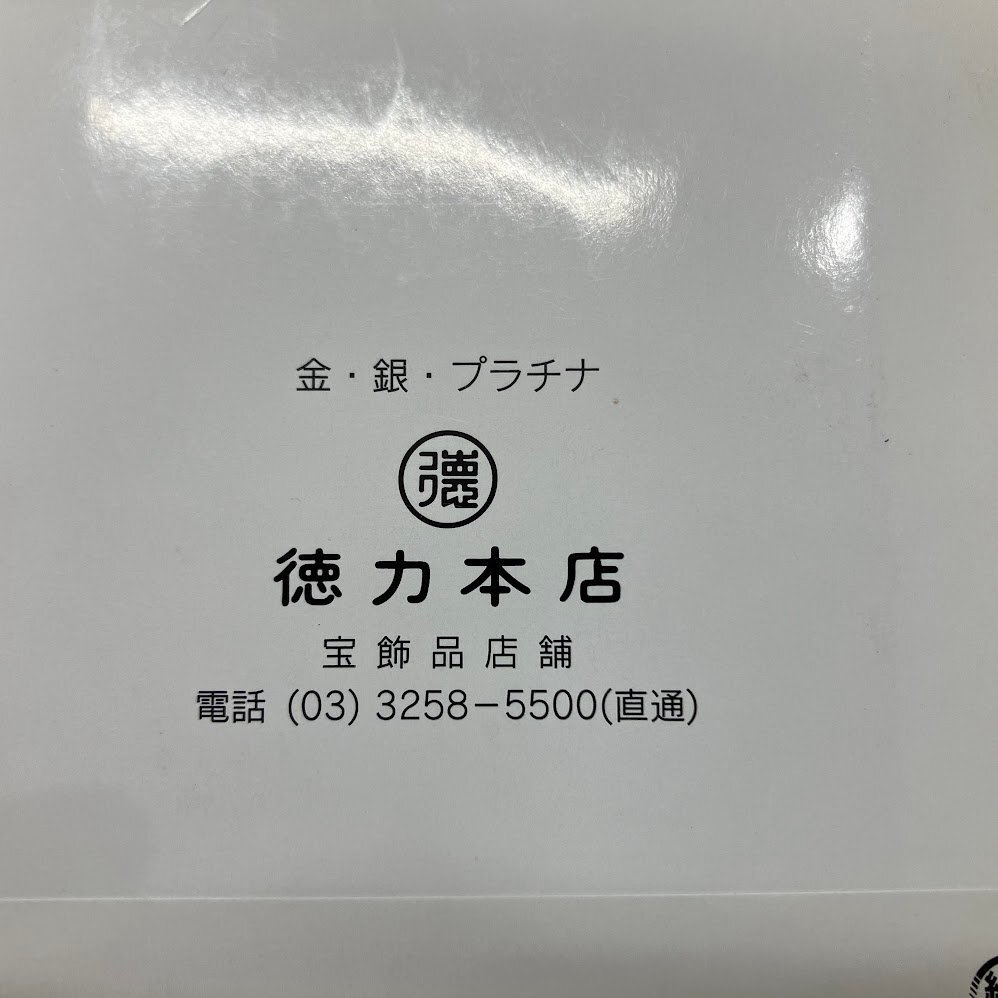 金・銀・プラチナ
徳
徳力本店
宝飾品店舗
電話 (03) 3258-5500(直通)